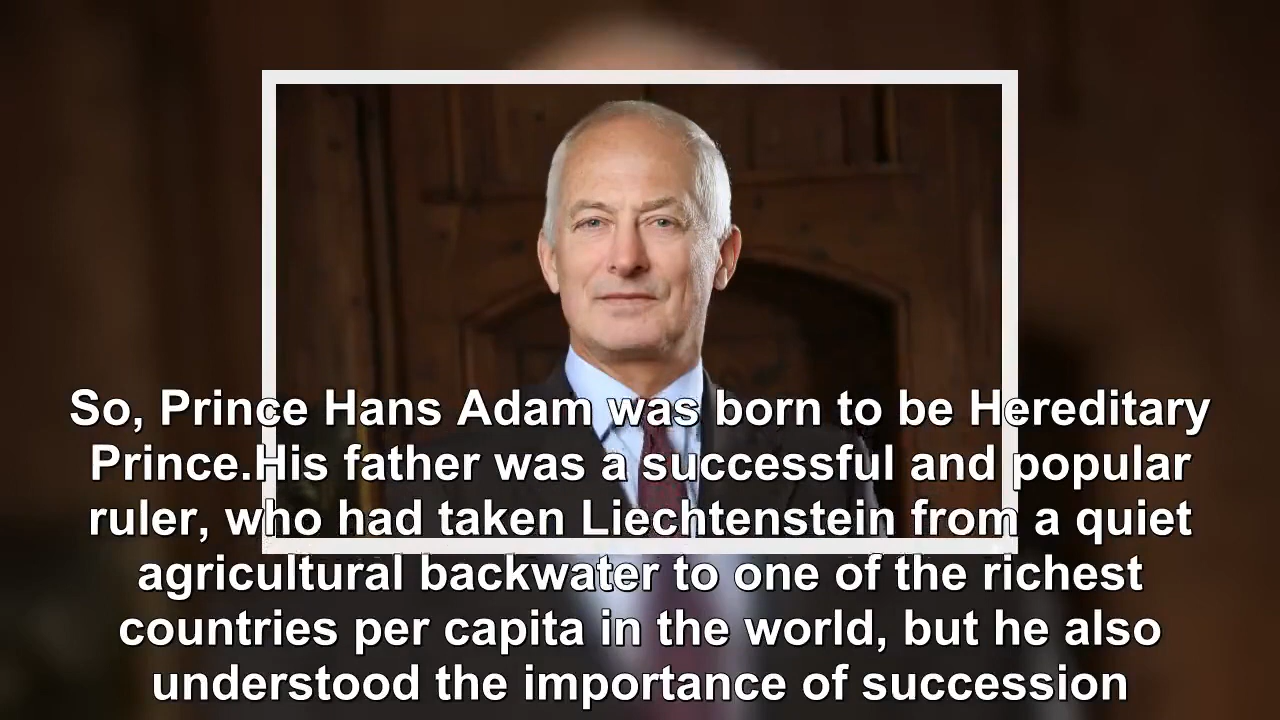 So, Prince Hans Adam was born to be Hereditary
Prince.His father was a successful and popular
ruler, who had taken Liechtenstein from a quiet
agricultural backwater to one of the richest
countries per capita in the world, but he also
understood the importance of succession